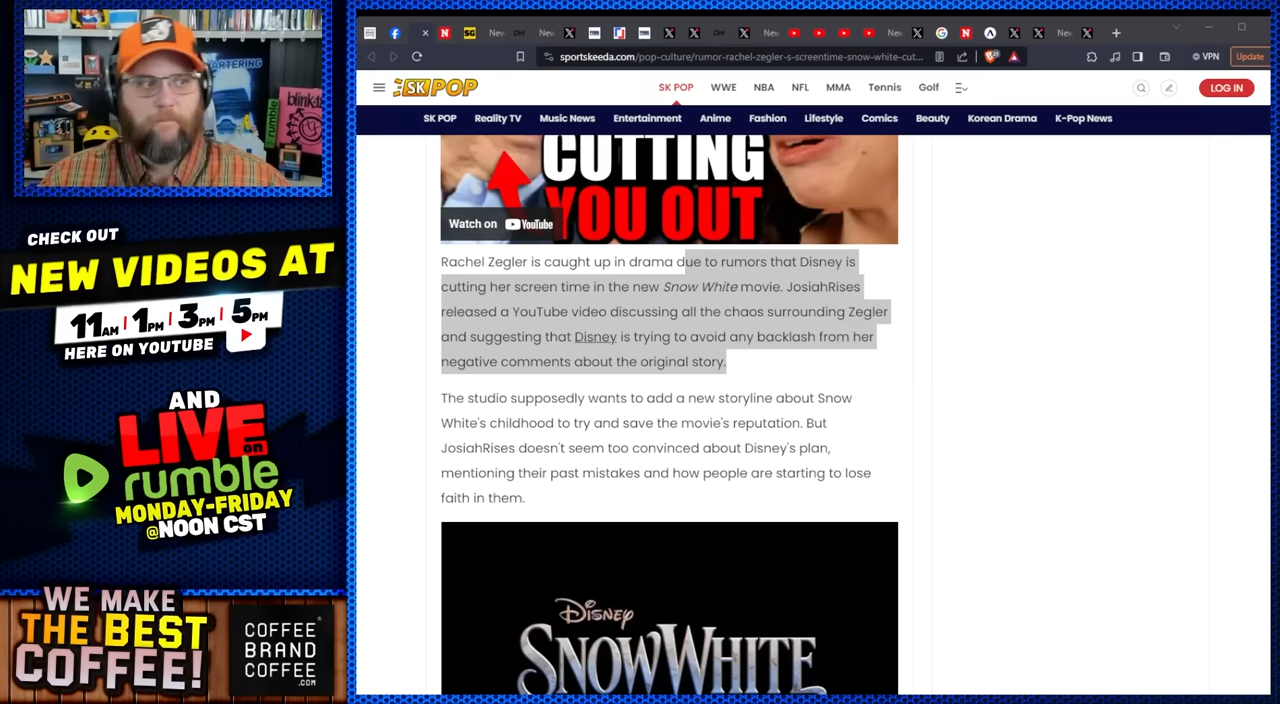 ARTERING
blink-
rumble
CHECK OUT
NEW VIDEOS AT
11AM | 1PM | 3PM | 5PM
HERE ON YOUTUBE
AND
LIVE
on
rumble
MONDAY-FRIDAY
@NOON CST
WE MAKE
THE BEST
COFFEE!
COFFEE
BRAND
COFFEE
.COM
sportskeeda.com/pop-culture/rumor-rachel-zegler-s-screentime-snow-white-cut...
VPN
Update
SK POP
SK POP
WWE
NBA
NFL
MMA
Tennis
Golf
LOG IN
SK POP
Reality TV
Music News
Entertainment
Anime
Fashion
Lifestyle
Comics
Beauty
Korean Drama
K-Pop News
CUTTING
YOU OUT
Watch on YouTube
Rachel Zegler is caught up in drama due to rumors that Disney is
cutting her screen time in the new Snow White movie. JosiahRises
released a YouTube video discussing all the chaos surrounding Zegler
and suggesting that Disney is trying to avoid any backlash from her
negative comments about the original story.
The studio supposedly wants to add a new storyline about Snow
White's childhood to try and save the movie's reputation. But
JosiahRises doesn't seem too convinced about Disney's plan,
mentioning their past mistakes and how people are starting to lose
faith in them.
DISNEY
SNOW WHITE